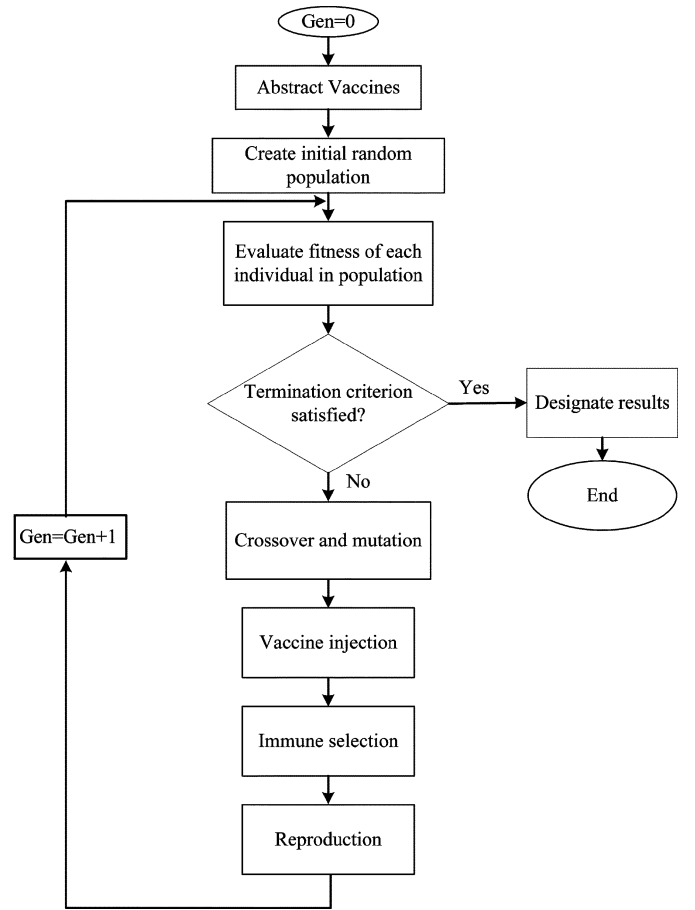 Gen=0
Abstract Vaccines
Create initial random
population
Evaluate fitness of each
individual in population
Termination criterion
satisfied?
Yes
Designate results
End
No
Crossover and mutation
Gen=Gen+1
Vaccine injection
Immune selection
Reproduction